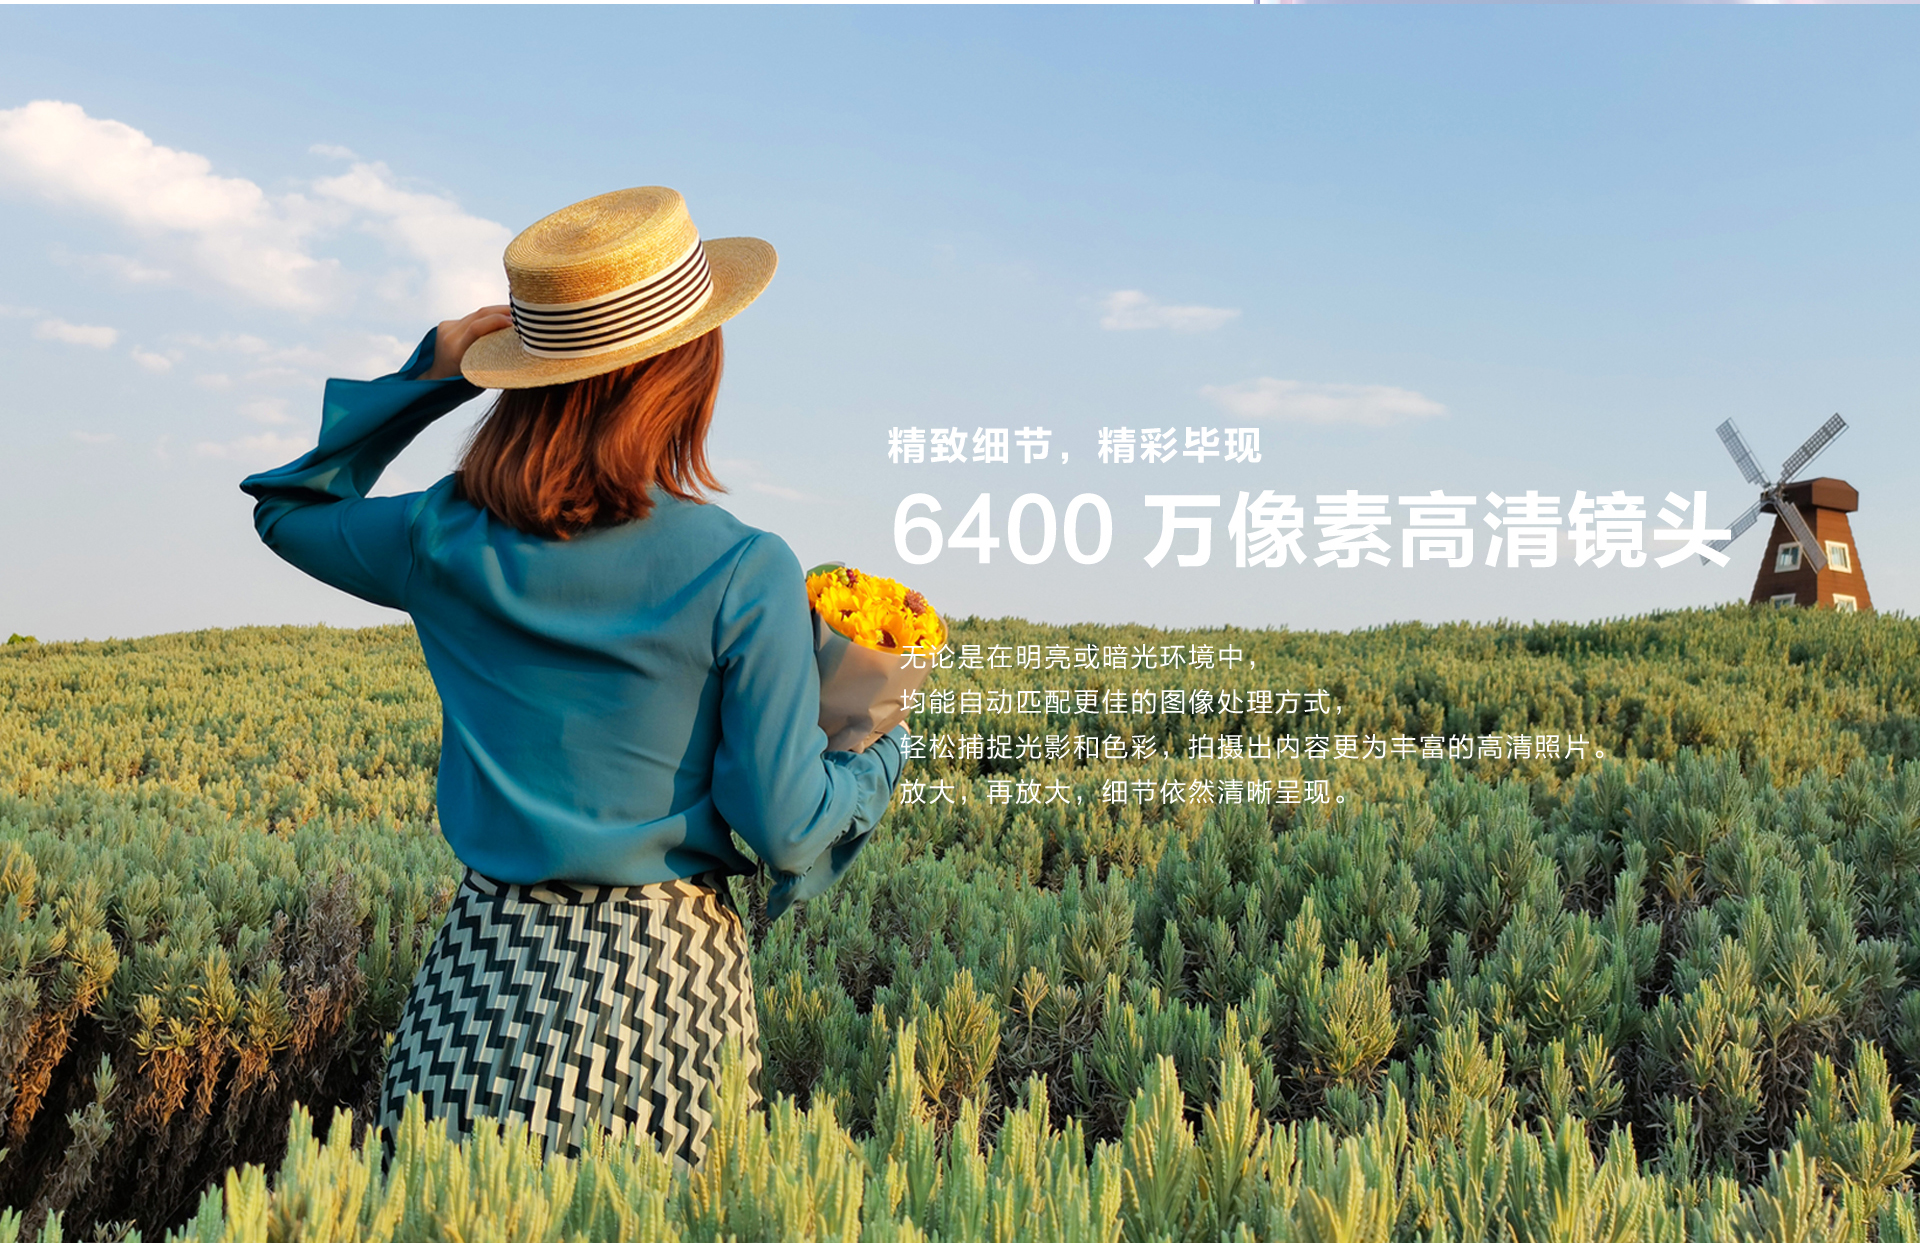 精致细节，精彩毕现
6400 万像素高清镜头
无论是在明亮或暗光环境中，
均能自动匹配更佳的图像处理方式，
轻松捕捉光影和色彩，拍摄出内容更为丰富的高清照片。
放大，再放大，细节依然清晰呈现。